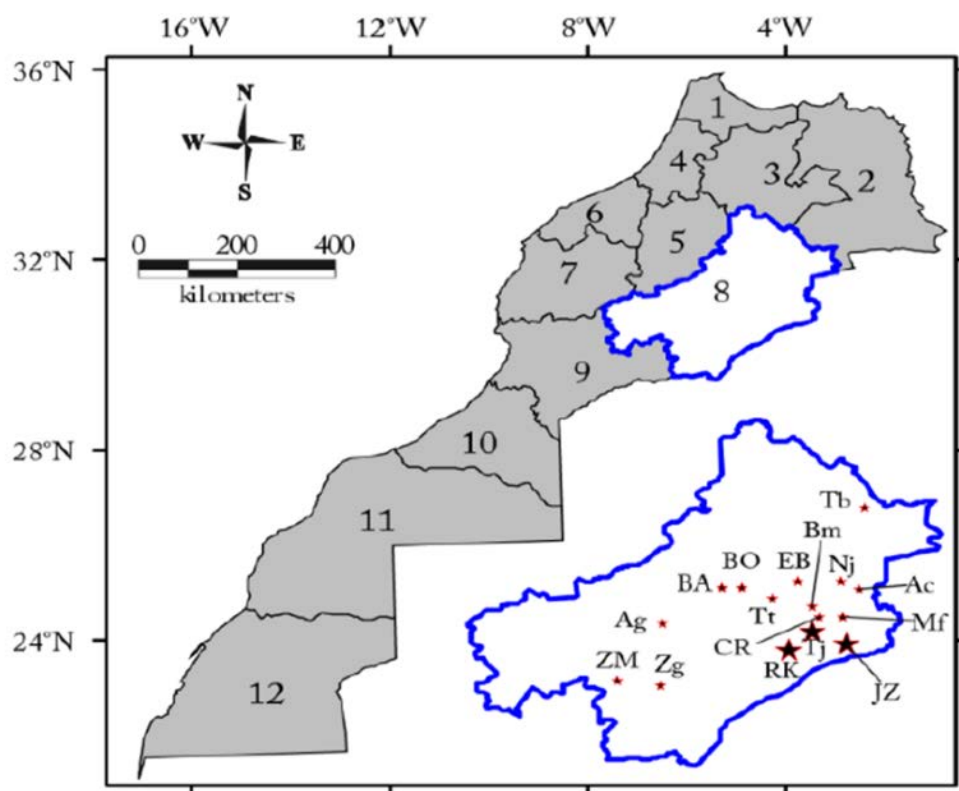 16°W 12°W 8°W 4°W
36°N
N
W E
S
1
4
3
2
6
5
7
32°N
0 200 400
kilometers
8
9
28°N
10
Tb
11
Bm
BO EB Nj
BA Ac
Tt
Ag Mf
24°N
CR Tj
ZM Zg RK
12
JZ